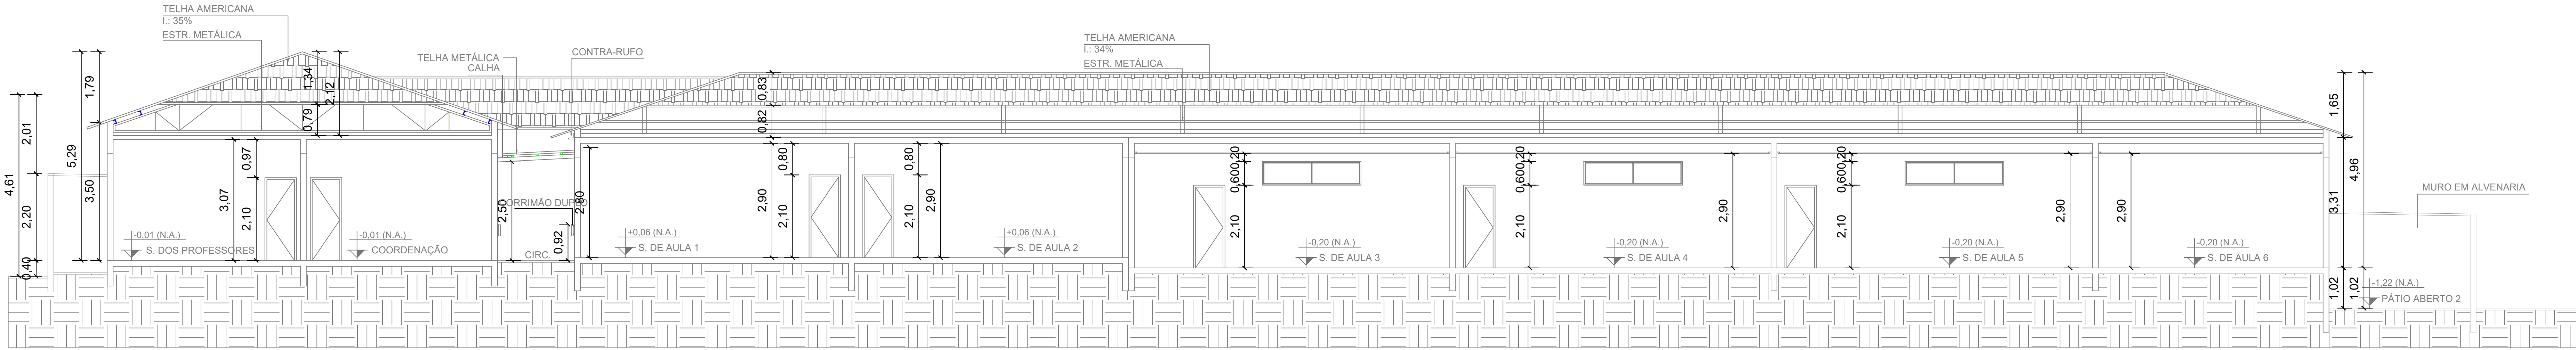 TELHA AMERICANA
I.: 35%
ESTR. METÁLICA
TELHA METÁLICA
CALHA
CONTRA-RUFO
TELHA AMERICANA
I.: 34%
ESTR. METÁLICA
1,79
1,34
2,12
0,79
0,83
0,82
1,65
2,01
5,29
4,61
2,20
0,40
3,50
3,07
0,97
2,10
2,50
CORRIMÃO DUPLO
2,80
0,92
2,90
0,80
2,10
0,80
2,10
2,90
0,20
0,60
2,10
0,20
0,60
2,10
2,90
0,20
0,60
2,10
2,90
2,90
3,31
4,96
MURO EM ALVENARIA
-0,01 (N.A.)
S. DOS PROFESSORES
-0,01 (N.A.)
COORDENAÇÃO
CIRC.
+0,06 (N.A.)
S. DE AULA 1
+0,06 (N.A.)
S. DE AULA 2
-0,20 (N.A.)
S. DE AULA 3
-0,20 (N.A.)
S. DE AULA 4
-0,20 (N.A.)
S. DE AULA 5
-0,20 (N.A.)
S. DE AULA 6
1,02
1,02
-1,22 (N.A.)
PÁTIO ABERTO 2